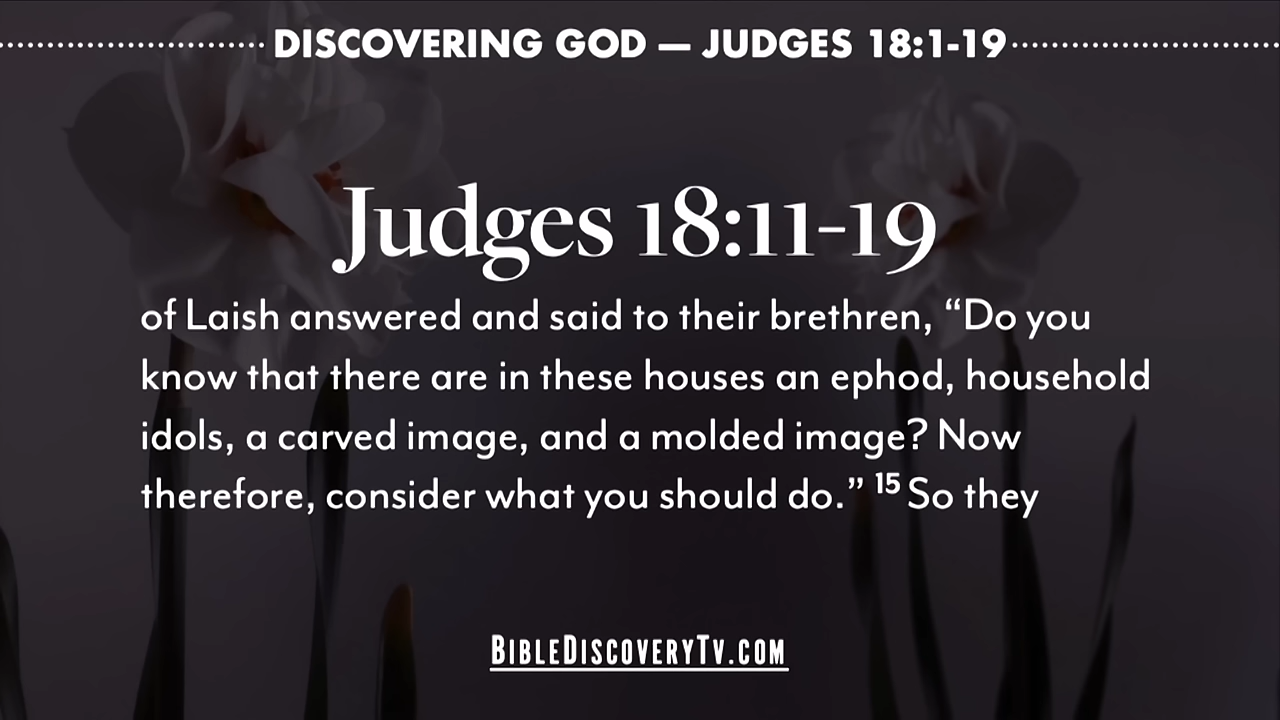 DISCOVERING GOD — JUDGES 18:1-19
Judges 18:11-19
of Laish answered and said to their brethren, “Do you
know that there are in these houses an ephod, household
idols, a carved image, and a molded image? Now
therefore, consider what you should do.” 15 So they
BIBLEDISCOVERYTV.COM